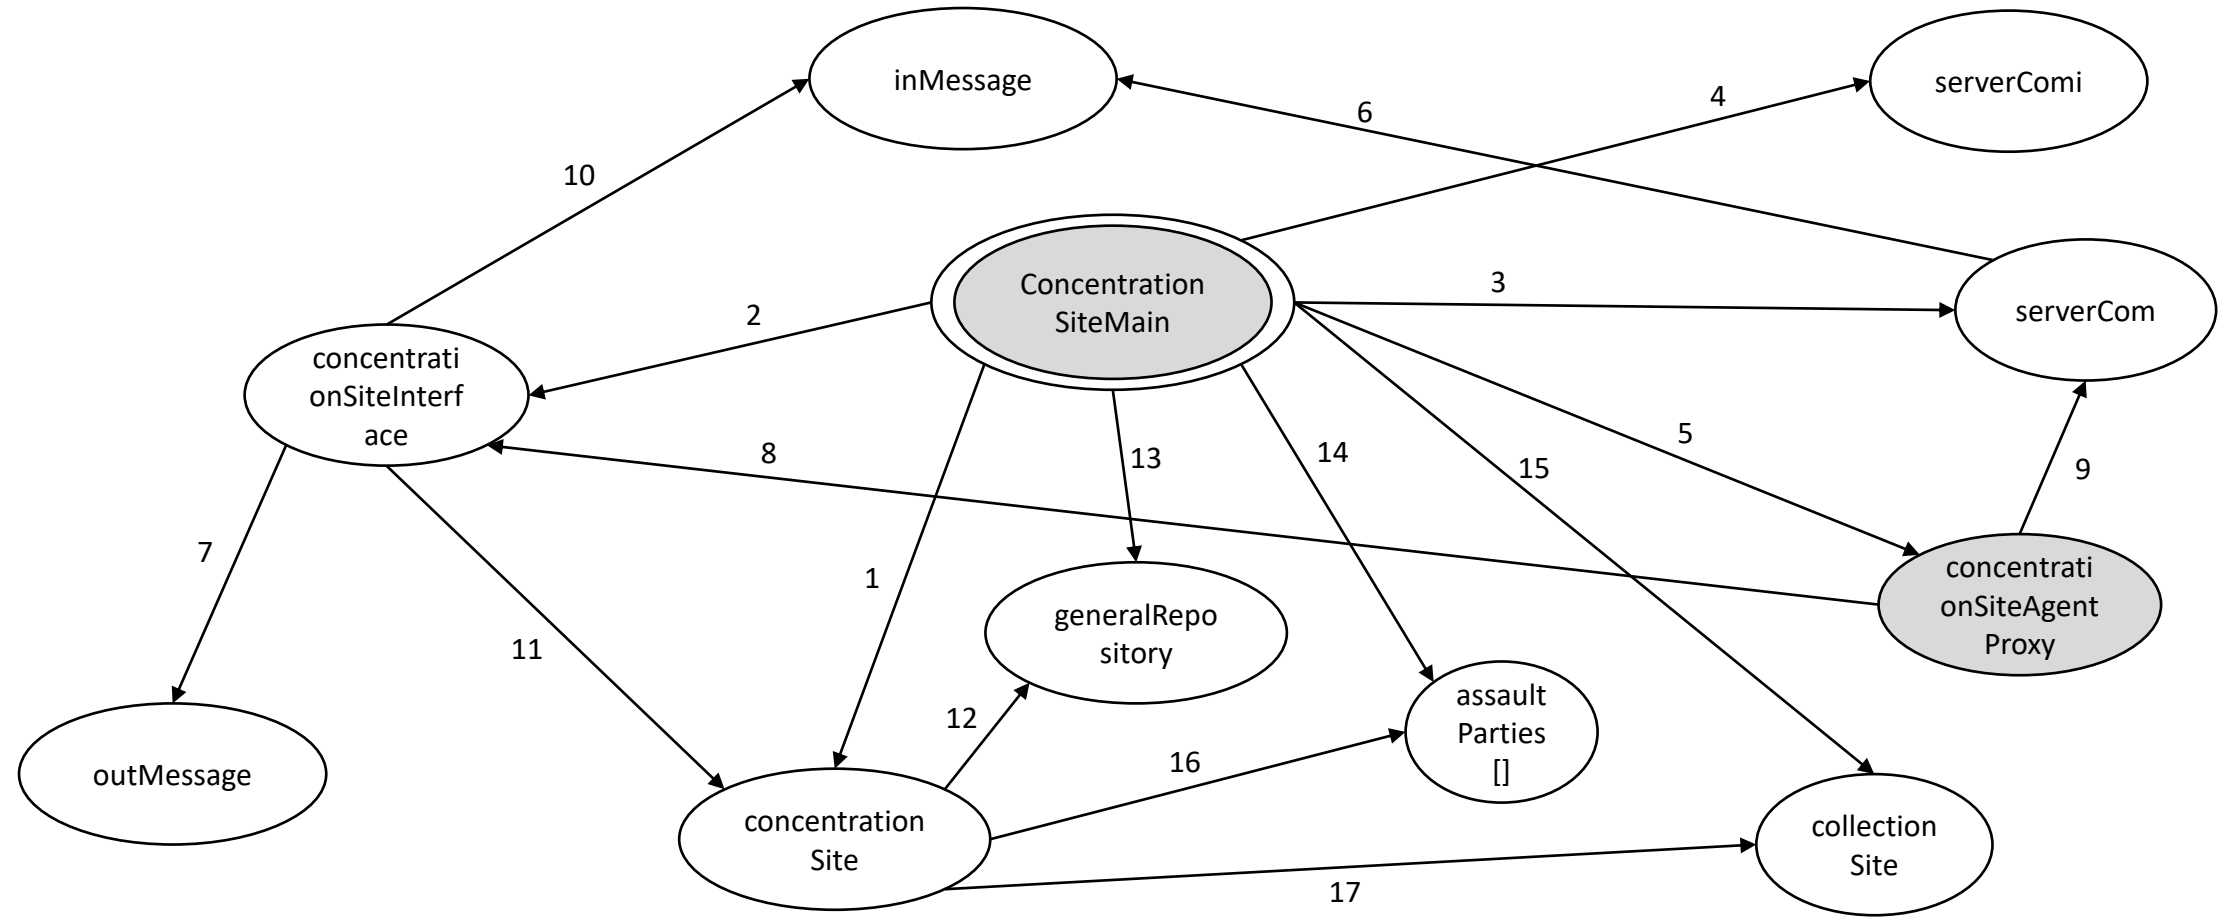 inMessage
serverComi
4
6
10
Concentration
SiteMain
3
serverCom
2
concentrati
onSiteInterf
ace
8
13
14
15
5
9
7
1
11
generalRepo
sitory
concentrati
onSiteAgent
Proxy
12
16
assault
Parties
[]
outMessage
concentration
Site
collection
Site
17